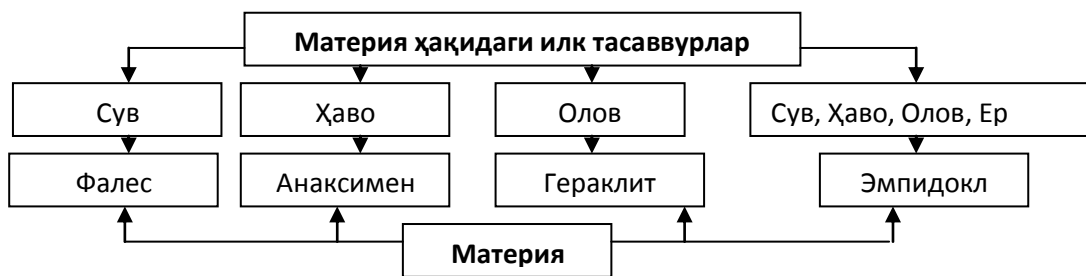 Материя ҳақидаги илк тасаввурлар
Сув
Ҳаво
Олов
Сув, Ҳаво, Олов, Ер
Фалес
Анаксимен
Гераклит
Эмпидокл
Материя